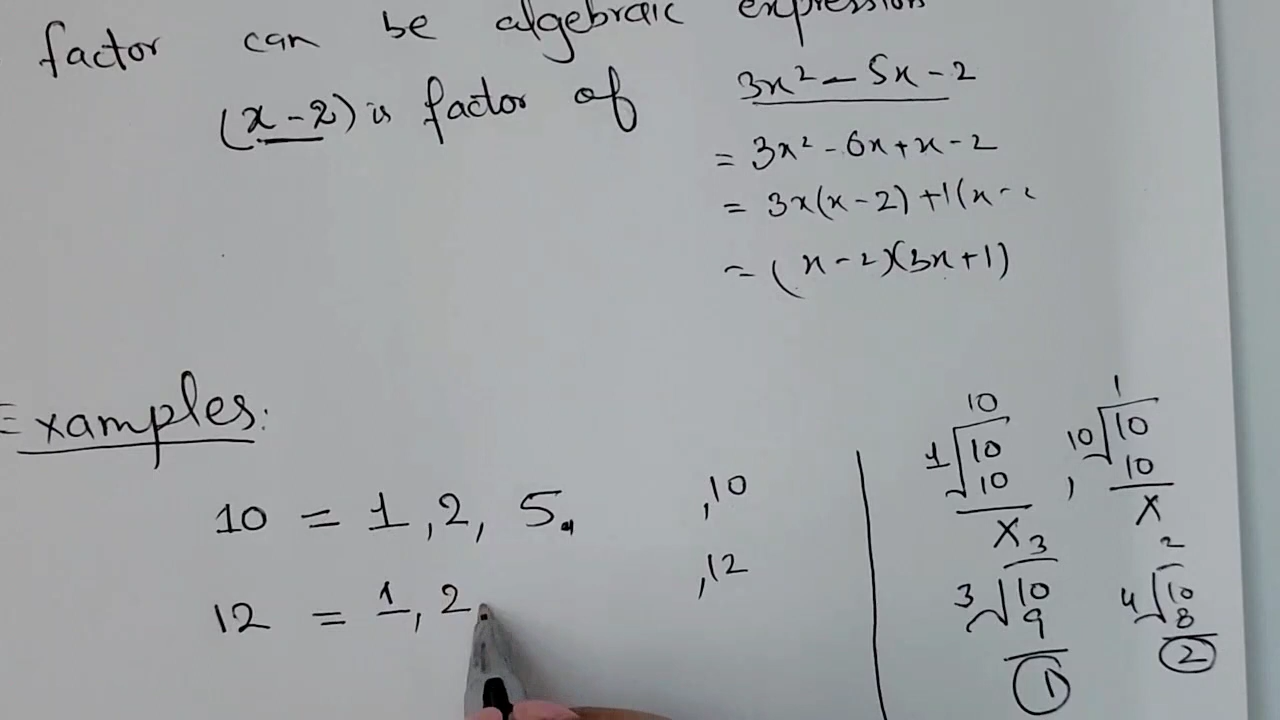 factor can be algebraic expression
(x-2) is factor of 3x² - 5x - 2
= 3x² - 6x + x - 2
= 3x(x-2) + 1(x-
= (x-2)(3x+1)
Examples:
10 = 1, 2, 5, ,10
12 = 1, 2 ,12
10
1 10
10
X
,
1
10 10
10
X
3
3 10
9
1
2
4 10
8
2